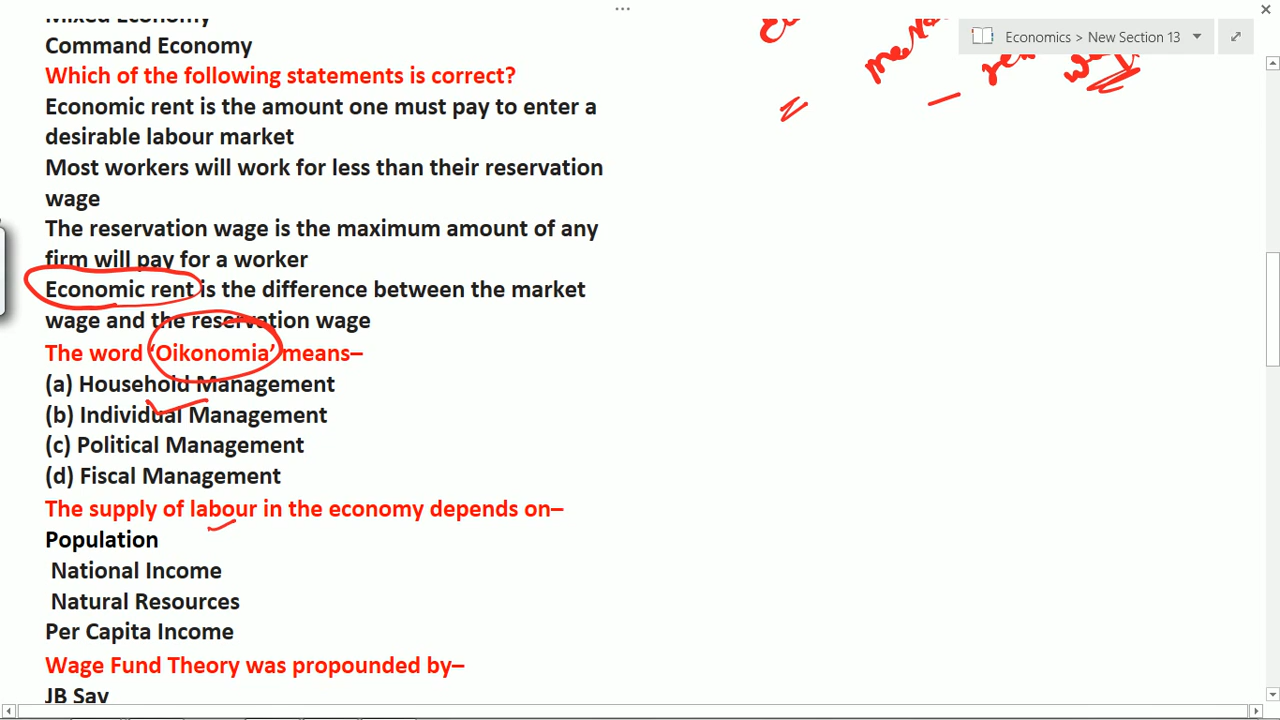 Mixed Economy
Economics > New Section 13
Command Economy
Which of the following statements is correct?
Economic rent is the amount one must pay to enter a
desirable labour market
Most workers will work for less than their reservation
wage
The reservation wage is the maximum amount of any
firm will pay for a worker
Economic rent is the difference between the market
wage and the reservation wage
The word ‘Oikonomia’ means–
(a) Household Management
(b) Individual Management
(c) Political Management
(d) Fiscal Management
The supply of labour in the economy depends on–
Population
National Income
Natural Resources
Per Capita Income
Wage Fund Theory was propounded by–
JB Say